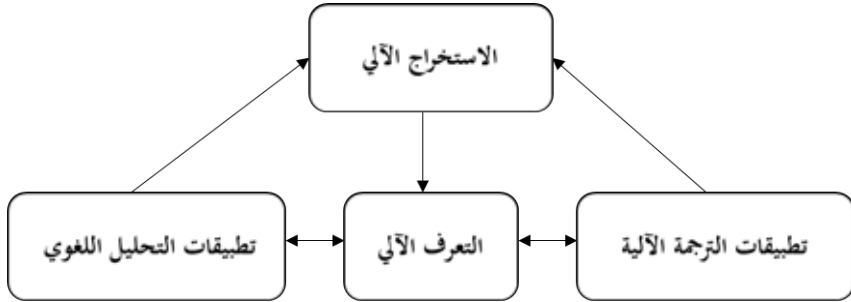 الاستخراج الآلي
تطبيقات الترجمة الآلية
التعرف الآلي
تطبيقات التحليل اللغوي